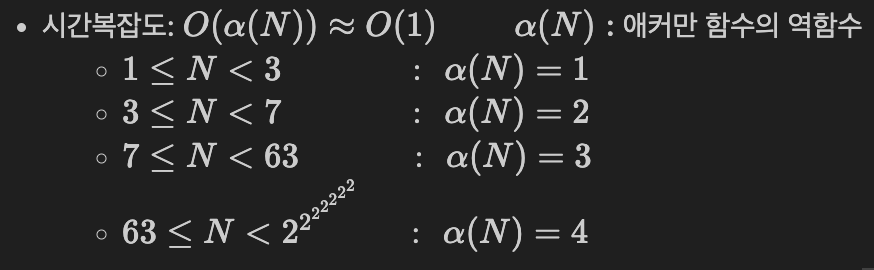 • 시간복잡도: O(α(N)) ≈ O(1) α(N) : 애커만 함수의 역함수
◦ 1 ≤ N < 3 : α(N) = 1
◦ 3 ≤ N < 7 : α(N) = 2
◦ 7 ≤ N < 63 : α(N) = 3
◦ 63 ≤ N < 2^{2^{2^{2^{2^{2^{2}}}}}} : α(N) = 4